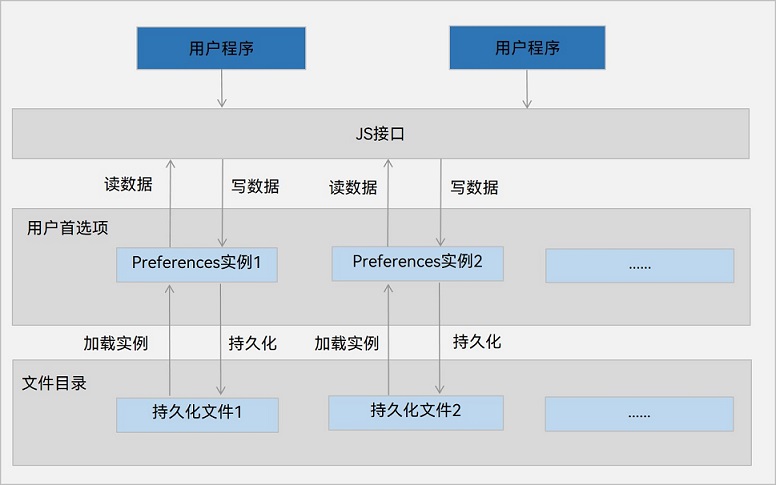 用户程序
用户程序
JS接口
读数据
写数据
读数据
写数据
用户首选项
Preferences实例1
Preferences实例2
......
加载实例
持久化
加载实例
持久化
文件目录
持久化文件1
持久化文件2
......